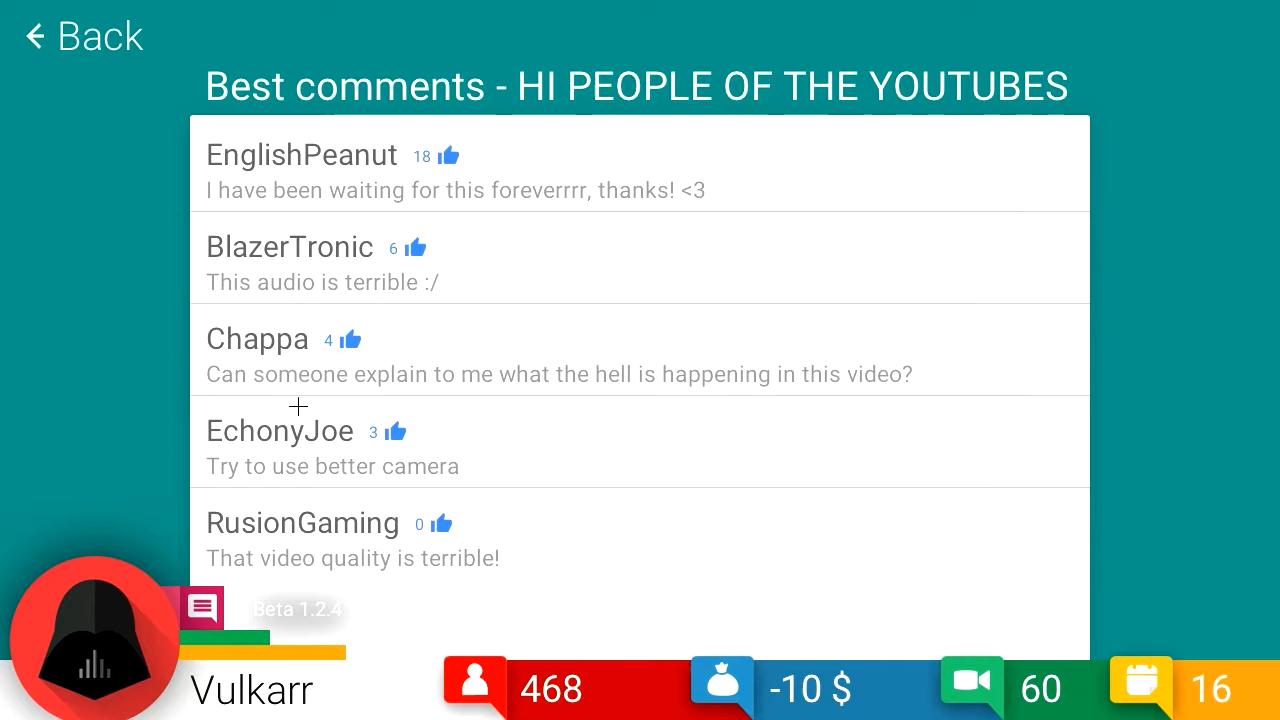 Back
Best comments - HI PEOPLE OF THE YOUTUBES
EnglishPeanut 18
I have been waiting for this foreverrrr, thanks! <3
BlazerTronic 6
This audio is terrible :/
Chappa 4
Can someone explain to me what the hell is happening in this video?
EchonyJoe 3
Try to use better camera
RusionGaming 0
That video quality is terrible!
Beta 1.2.4
Vulkarr
468
-10 $
60
16